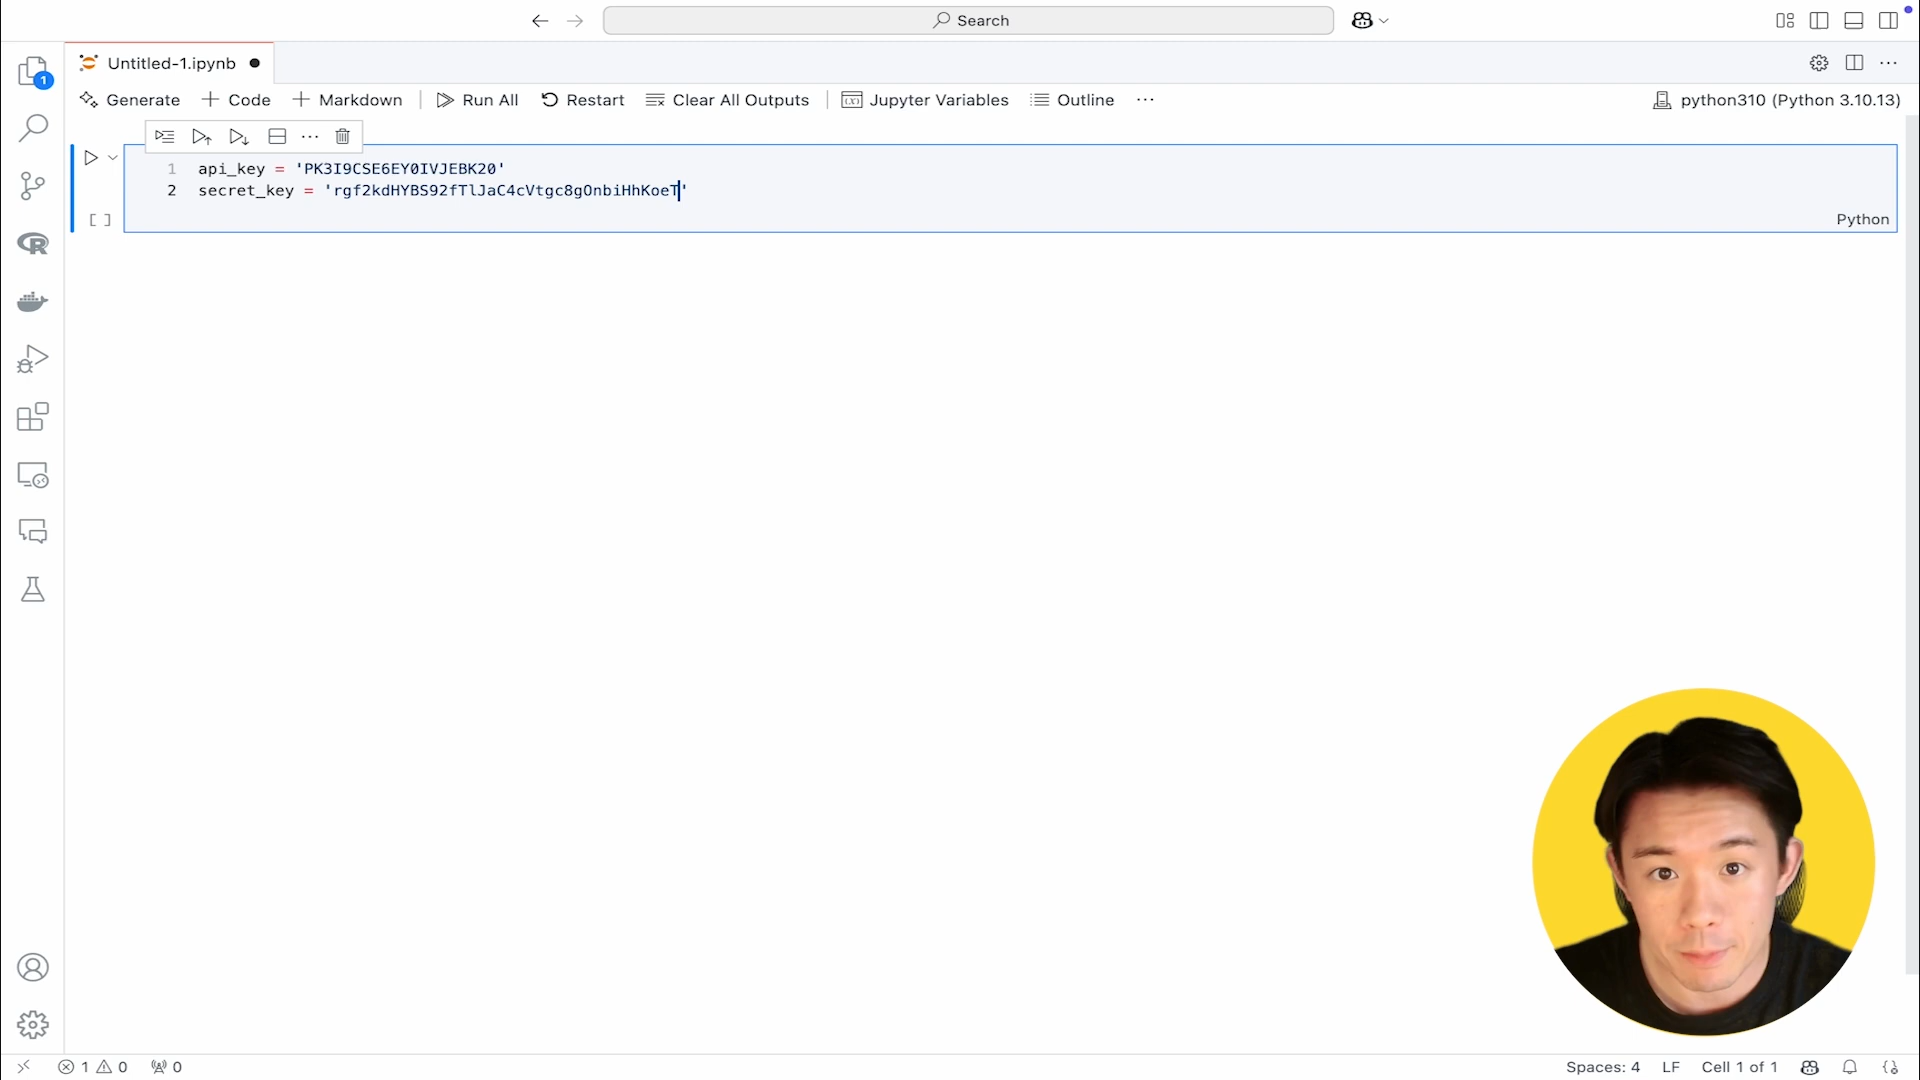 Search
Untitled-1.ipynb
1
Generate
Code
Markdown
Run All
Restart
Clear All Outputs
Jupyter Variables
Outline
python310 (Python 3.10.13)
1 api_key = 'PK3I9CSE6EY0IVJEBK20'
2 secret_key = 'rgf2kdHYBS92fTlJaC4cVtgc8gOnbiHhKoeT'
[ ]
Python
R
1 0
0
Spaces: 4
LF
Cell 1 of 1